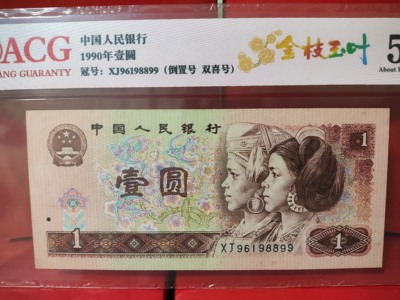 ACG
ANG GUARANTY
中国人民银行
1990年壹圆
冠号：XJ96198899（倒置号 双喜号）
金枝玉叶
5
About U
中国人民银行
1
壹圆
XJ96198899
1
1